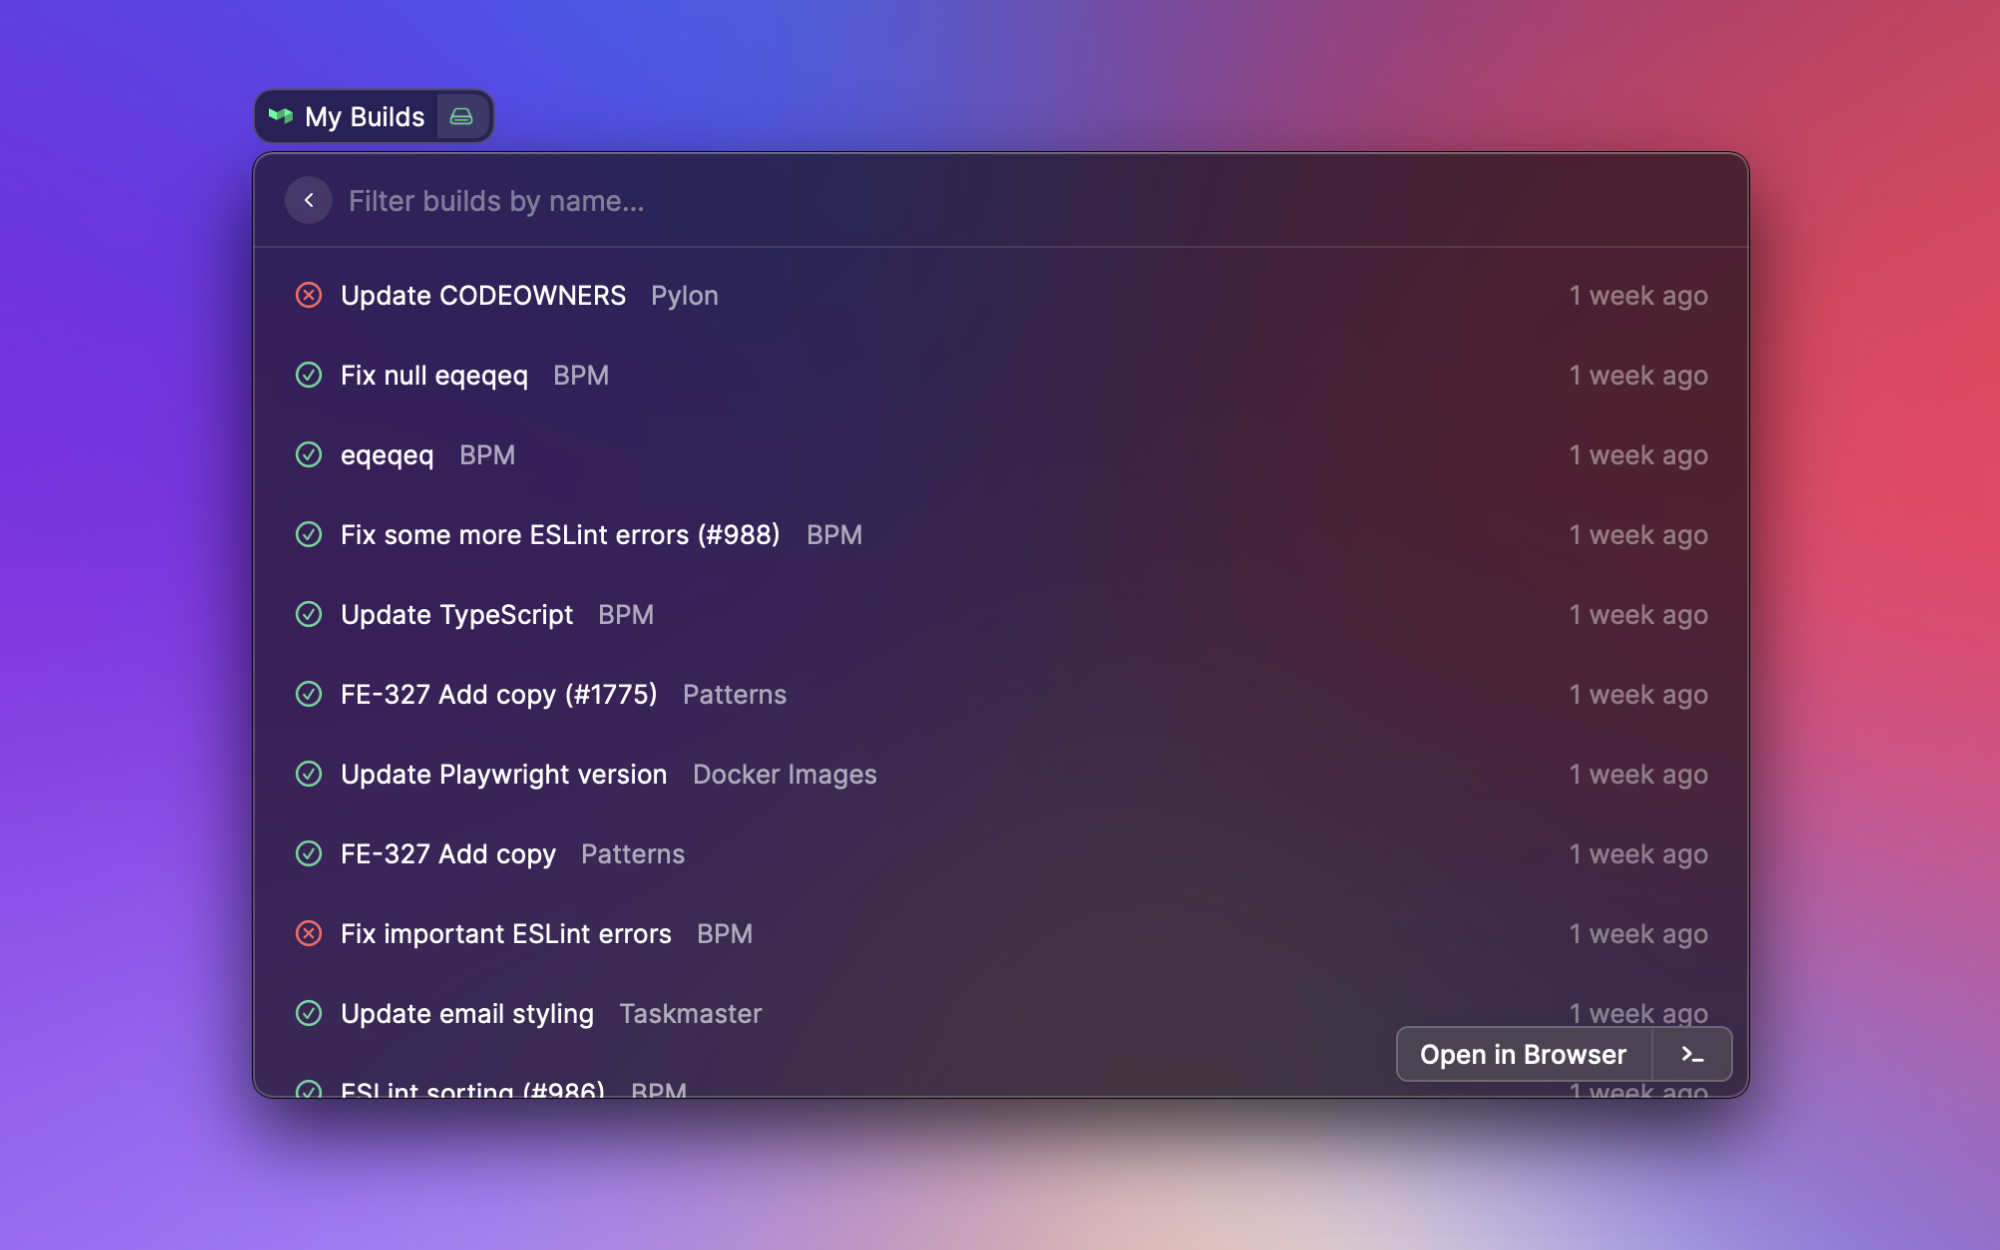 My Builds
Filter builds by name...
Update CODEOWNERS Pylon 1 week ago
Fix null eqeqeq BPM 1 week ago
eqeqeq BPM 1 week ago
Fix some more ESLint errors (#988) BPM 1 week ago
Update TypeScript BPM 1 week ago
FE-327 Add copy (#1775) Patterns 1 week ago
Update Playwright version Docker Images 1 week ago
FE-327 Add copy Patterns 1 week ago
Fix important ESLint errors BPM 1 week ago
Update email styling Taskmaster 1 week ago
Open in Browser >_
ESLint sorting (#986) BPM 1 week ago